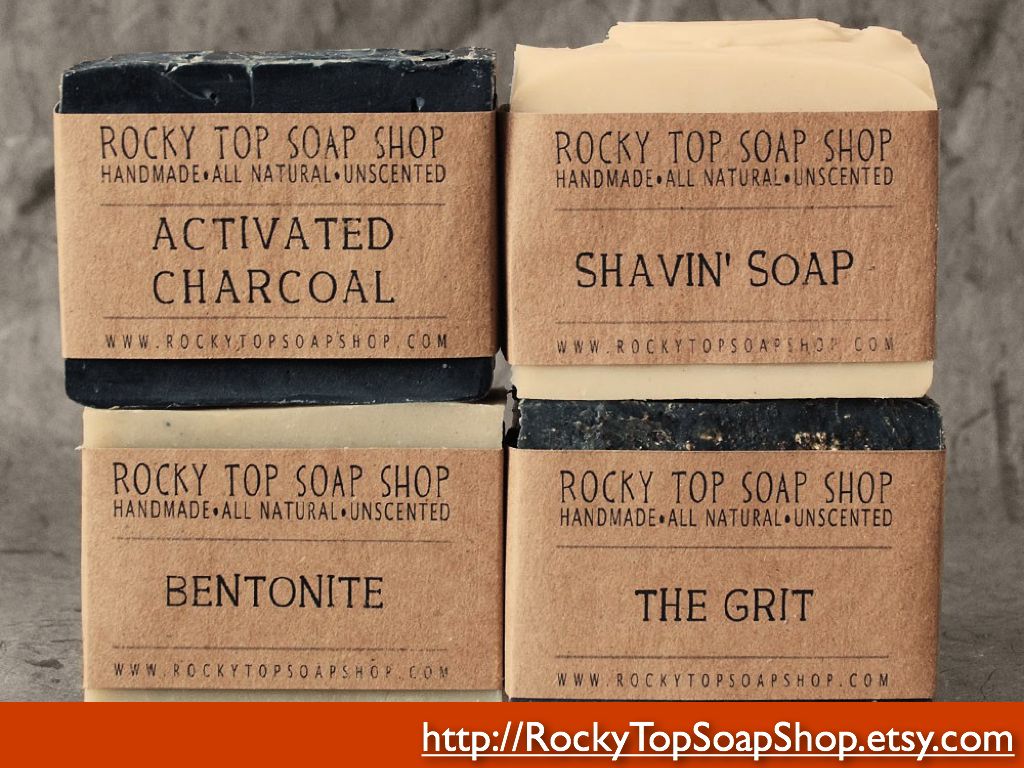 ROCKY TOP SOAP SHOP
HANDMADE•ALL NATURAL•UNSCENTED
ACTIVATED
CHARCOAL
WWW.ROCKYTOPSOAPSHOP.COM
ROCKY TOP SOAP SHOP
HANDMADE•ALL NATURAL•UNSCENTED
SHAVIN' SOAP
WWW.ROCKYTOPSOAPSHOP.COM
ROCKY TOP SOAP SHOP
HANDMADE•ALL NATURAL•UNSCENTED
BENTONITE
WWW.ROCKYTOPSOAPSHOP.COM
ROCKY TOP SOAP SHOP
HANDMADE•ALL NATURAL•UNSCENTED
THE GRIT
WWW.ROCKYTOPSOAPSHOP.COM
http://RockyTopSoapShop.etsy.com